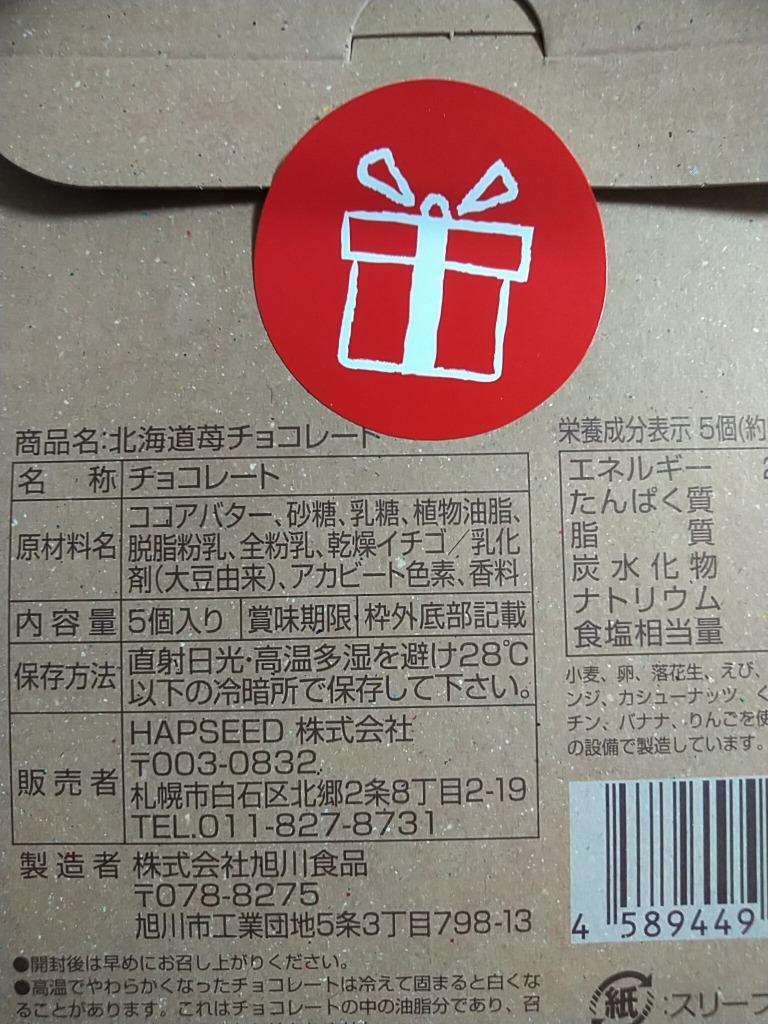 商品名:北海道苺チョコレート
名 称 チョコレート
原材料名 ココアバター、砂糖、乳糖、植物油脂、
脱脂粉乳、全粉乳、乾燥イチゴ／乳化
剤(大豆由来)、アカビート色素、香料
内容量 5個入り 賞味期限 枠外底部記載
保存方法 直射日光・高温多湿を避け28℃
以下の冷暗所で保存して下さい。
販売者 HAPSEED 株式会社
〒003-0832
札幌市白石区北郷2条8丁目2-19
TEL.011-827-8731
製造者 株式会社旭川食品
〒078-8275
旭川市工業団地5条3丁目798-13
●開封後は早めにお召し上がりください。
●高温でやわらかくなったチョコレートは冷えて固まると白くな
ることがあります。これはチョコレートの中の油脂分であり、召
栄養成分表示 5個(約
エネルギー
たんぱく質
脂 質
炭水化物
ナトリウム
食塩相当量
小麦、卵、落花生、えび、
ンジ、カシューナッツ、く
チン、バナナ、りんごを使
の設備で製造しています。
4 589449
紙:スリーブ